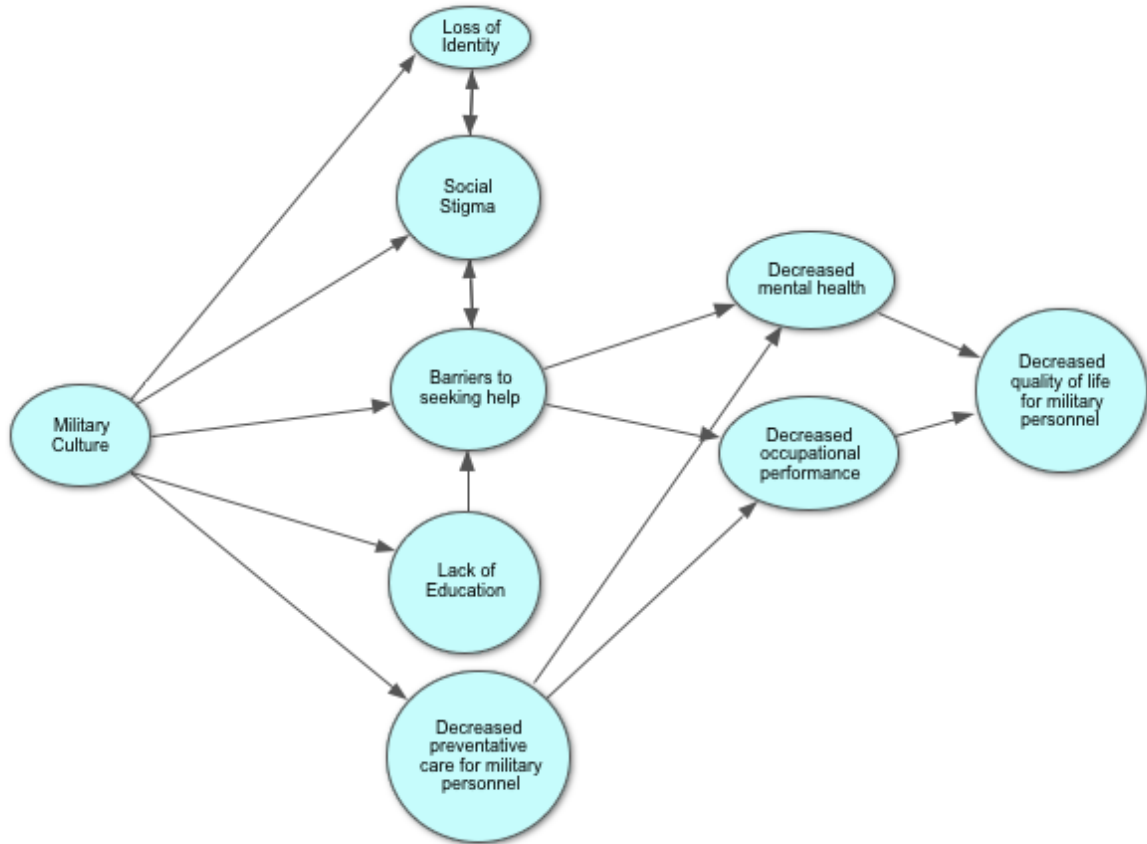 Loss of
Identity
Social
Stigma
Decreased
mental health
Decreased
quality of life
for military
personnel
Barriers to
seeking help
Military
Culture
Decreased
occupational
performance
Lack of
Education
Decreased
preventative
care for military
personnel